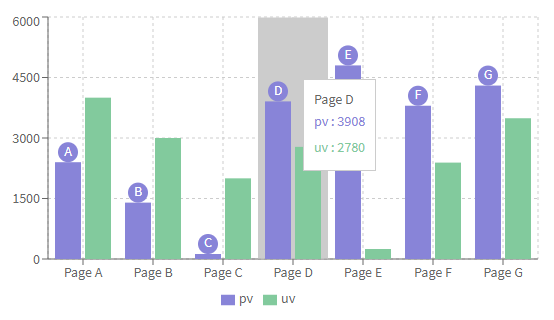 6000
4500
3000
1500
0
A
B
C
D
E
F
G
Page D
pv : 3908
uv : 2780
Page A Page B Page C Page D Page E Page F Page G
pv uv